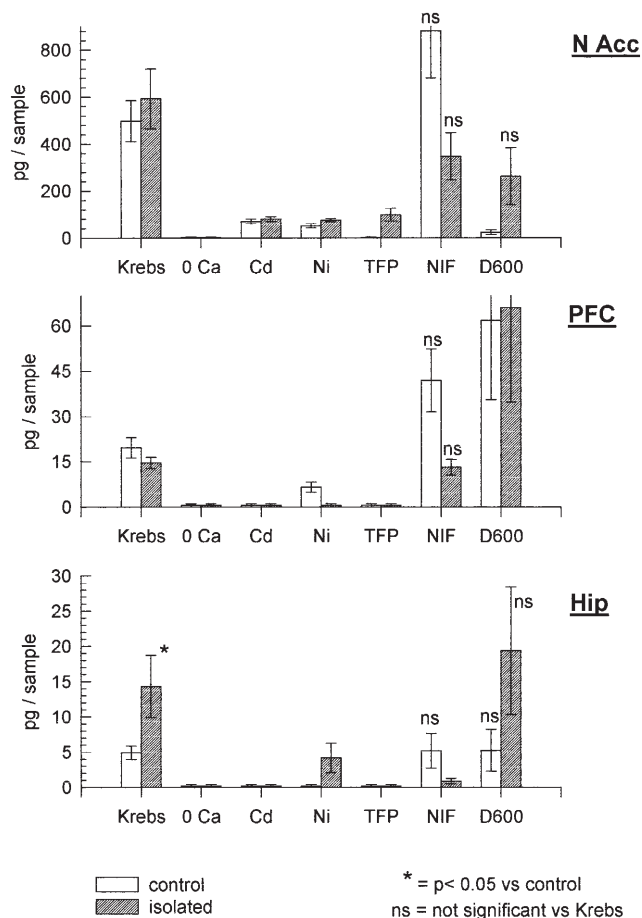 N Acc
pg / sample
800
600
400
200
0
ns
ns
ns
Krebs 0 Ca Cd Ni TFP NIF D600
PFC
pg / sample
60
45
30
15
0
ns
ns
Krebs 0 Ca Cd Ni TFP NIF D600
Hip
pg / sample
30
25
20
15
10
5
0
*
ns
ns
ns
Krebs 0 Ca Cd Ni TFP NIF D600
control
isolated
* = p< 0.05 vs control
ns = not significant vs Krebs